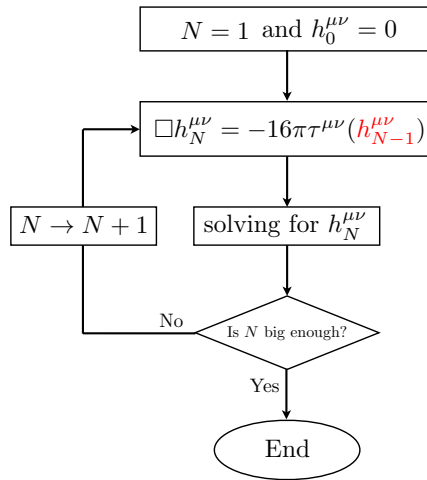 N = 1 and h_0^{μν} = 0
□h_N^{μν} = −16πτ^{μν}(h_{N−1}^{μν})
N → N + 1
solving for h_N^{μν}
Is N big enough?
No
Yes
End